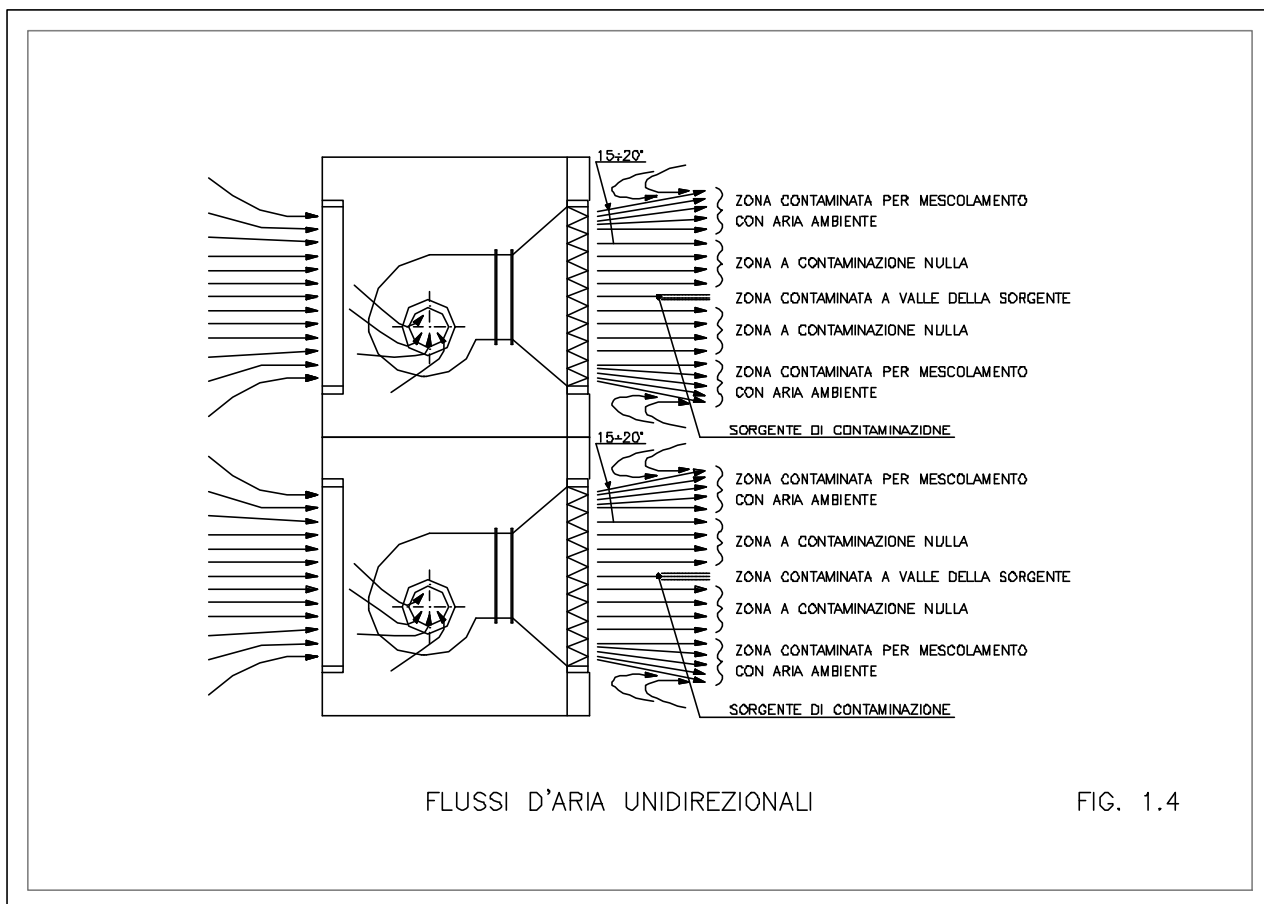 15÷20°
ZONA CONTAMINATA PER MESCOLAMENTO
CON ARIA AMBIENTE
ZONA A CONTAMINAZIONE NULLA
ZONA CONTAMINATA A VALLE DELLA SORGENTE
ZONA A CONTAMINAZIONE NULLA
ZONA CONTAMINATA PER MESCOLAMENTO
CON ARIA AMBIENTE
SORGENTE DI CONTAMINAZIONE
15÷20°
ZONA CONTAMINATA PER MESCOLAMENTO
CON ARIA AMBIENTE
ZONA A CONTAMINAZIONE NULLA
ZONA CONTAMINATA A VALLE DELLA SORGENTE
ZONA A CONTAMINAZIONE NULLA
ZONA CONTAMINATA PER MESCOLAMENTO
CON ARIA AMBIENTE
SORGENTE DI CONTAMINAZIONE
FLUSSI D'ARIA UNIDIREZIONALI
FIG. 1.4